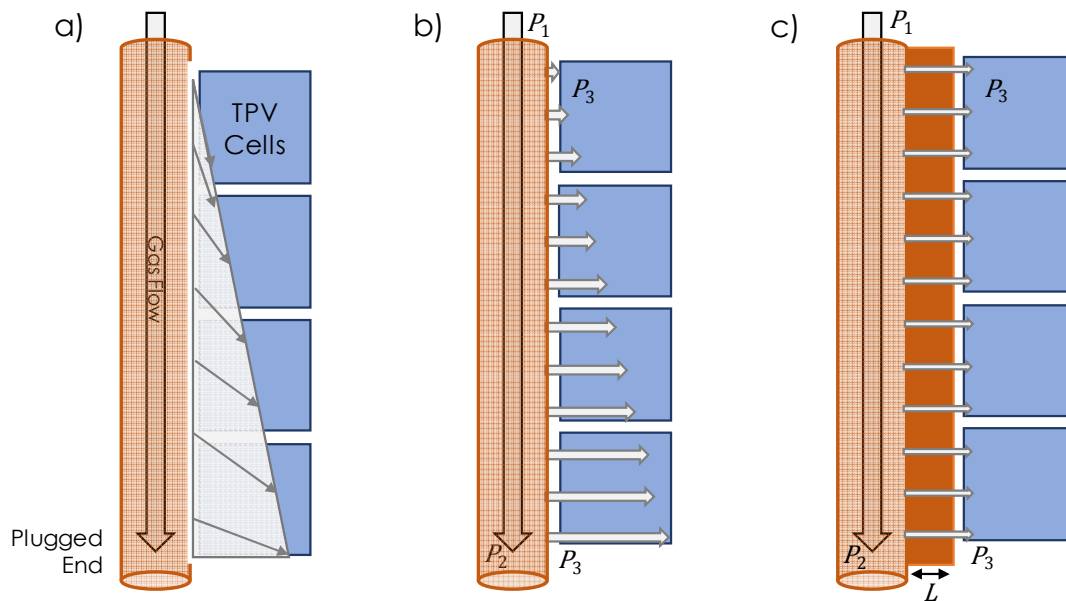 a)
TPV
Cells
Gas Flow
Plugged
End
b)
P₁
P₃
P₂
P₃
c)
P₁
P₃
P₂
P₃
L